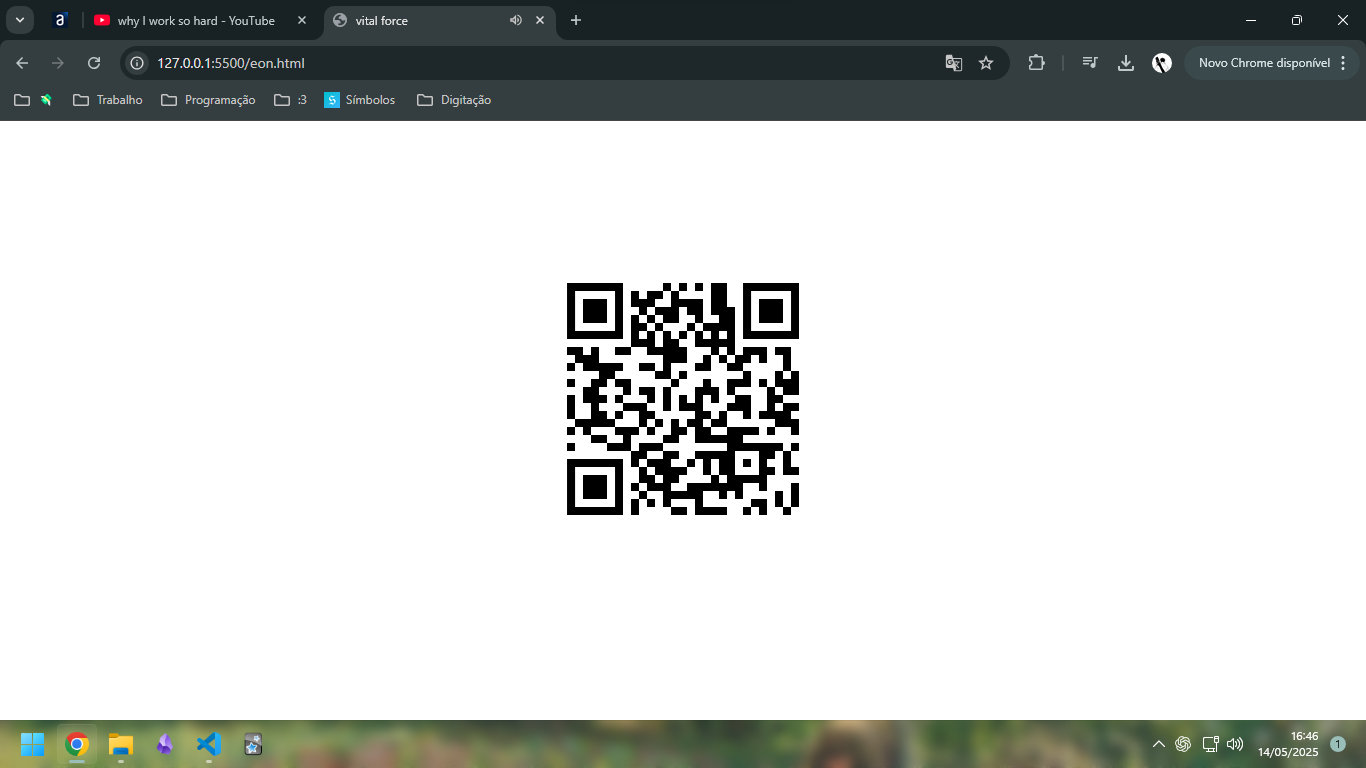 a
why I work so hard - YouTube
vital force
127.0.0.1:5500/eon.html
Novo Chrome disponível
Trabalho
Programação
:3
S
Símbolos
Digitação
16:46
14/05/2025
1